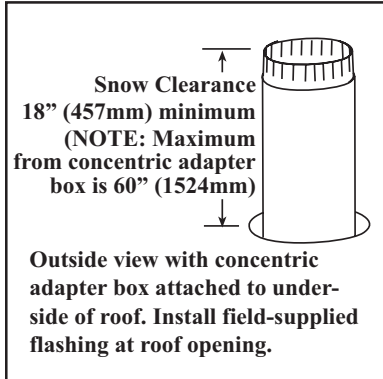 Snow Clearance
18” (457mm) minimum
(NOTE: Maximum
from concentric adapter
box is 60” (1524mm)
Outside view with concentric
adapter box attached to under-
side of roof. Install field-supplied
flashing at roof opening.